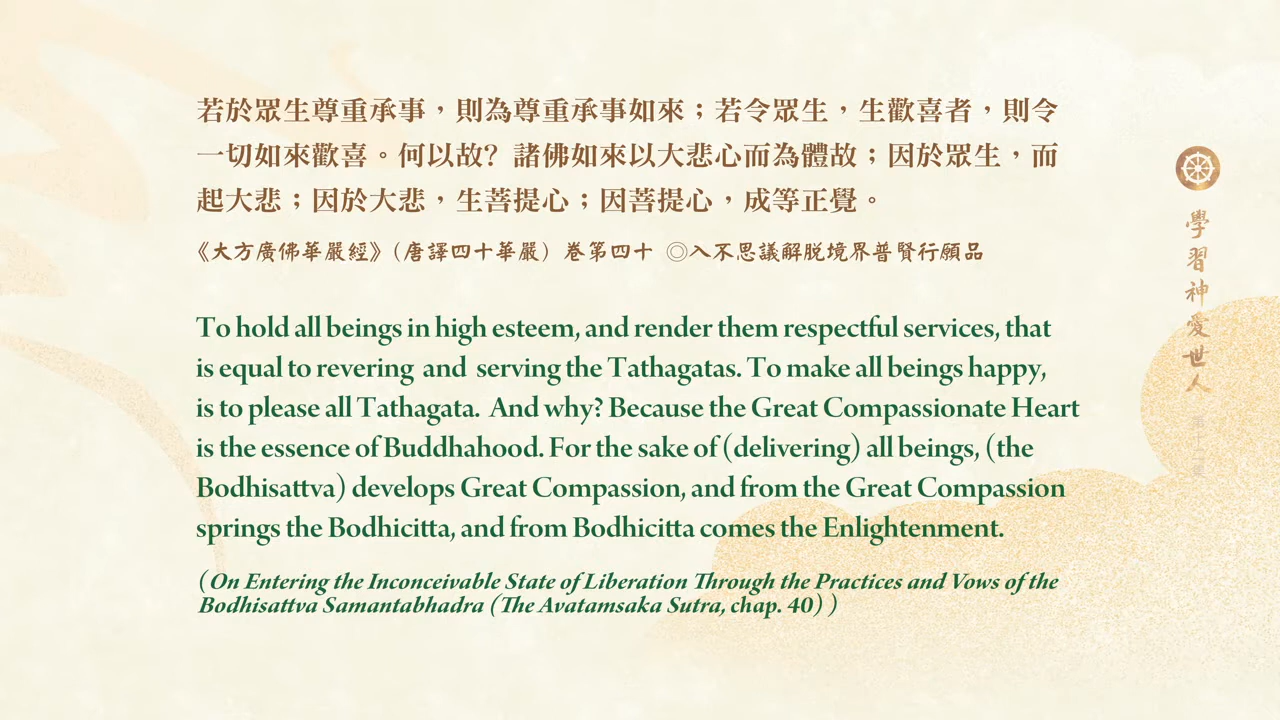 若於眾生尊重承事，則為尊重承事如來；若令眾生，生歡喜者，則令
一切如來歡喜。何以故？諸佛如來以大悲心而為體故；因於眾生，而
起大悲；因於大悲，生菩提心；因菩提心，成等正覺。
《大方廣佛華嚴經》（唐譯四十華嚴）卷第四十 ◎入不思議解脫境界普賢行願品
To hold all beings in high esteem, and render them respectful services, that
is equal to revering and serving the Tathagatas. To make all beings happy,
is to please all Tathagata. And why? Because the Great Compassionate Heart
is the essence of Buddhahood. For the sake of (delivering) all beings, (the
Bodhisattva) develops Great Compassion, and from the Great Compassion
springs the Bodhicitta, and from Bodhicitta comes the Enlightenment.
(On Entering the Inconceivable State of Liberation Through the Practices and Vows of the
Bodhisattva Samantabhadra (The Avatamsaka Sutra, chap. 40) )
學習神愛世人